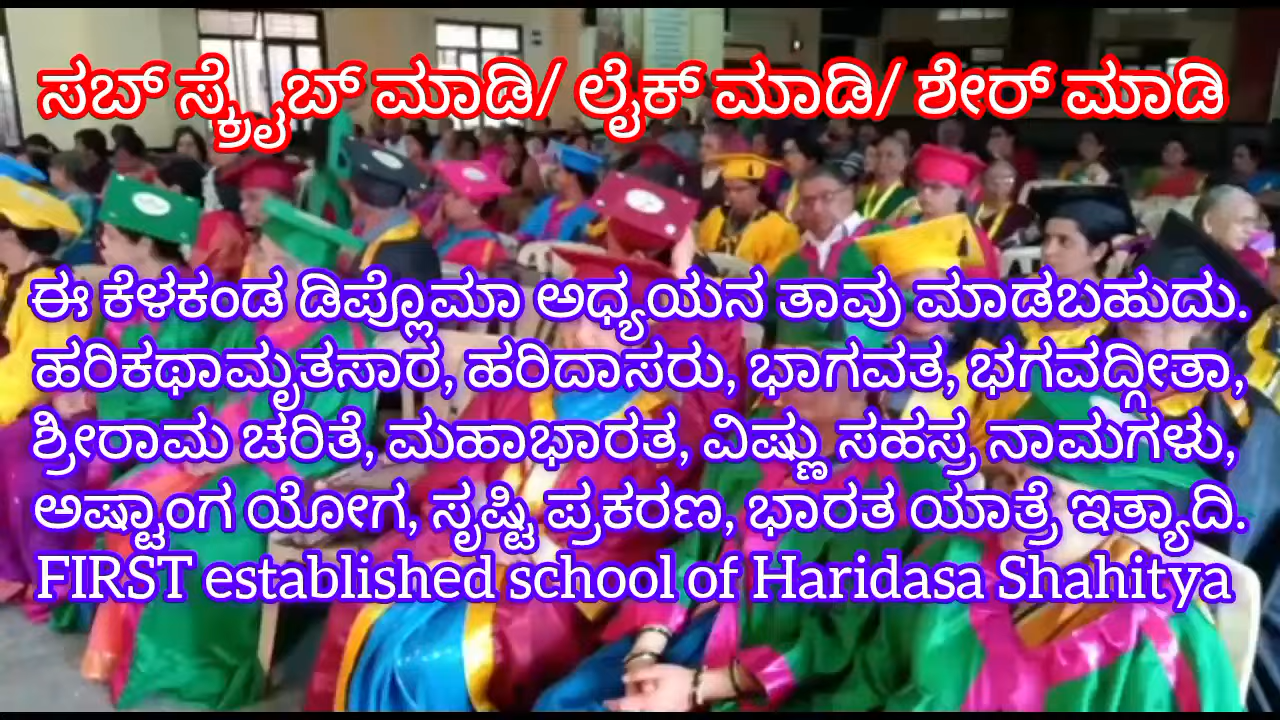 ಸಬ್ ಸ್ಕ್ರೈಬ್ ಮಾಡಿ/ ಲೈಕ್ ಮಾಡಿ/ ಶೇರ್ ಮಾಡಿ
ಈ ಕೆಳಕಂಡ ಡಿಪ್ಲೊಮಾ ಅಧ್ಯಯನ ತಾವು ಮಾಡಬಹುದು.
ಹರಿಕಥಾಮೃತಸಾರ, ಹರಿದಾಸರು, ಭಾಗವತ, ಭಗವದ್ಗೀತಾ,
ಶ್ರೀರಾಮ ಚರಿತೆ, ಮಹಾಭಾರತ, ವಿಷ್ಣು ಸಹಸ್ರ ನಾಮಗಳು,
ಅಷ್ಟಾಂಗ ಯೋಗ, ಸೃಷ್ಟಿ ಪ್ರಕರಣ, ಭಾರತ ಯಾತ್ರೆ ಇತ್ಯಾದಿ.
FIRST established school of Haridasa Shahitya